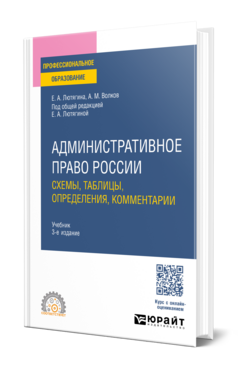 ПРОФЕССИОНАЛЬНОЕ
ОБРАЗОВАНИЕ
Е. А. Лютягина, А. М. Волков
Под общей редакцией
Е. А. Лютягиной
АДМИНИСТРАТИВНОЕ
ПРАВО РОССИИ
СХЕМЫ, ТАБЛИЦЫ,
ОПРЕДЕЛЕНИЯ, КОММЕНТАРИИ
Учебник
3-е издание
Курс с онлайн-
оцениванием
ЮРАЙТ